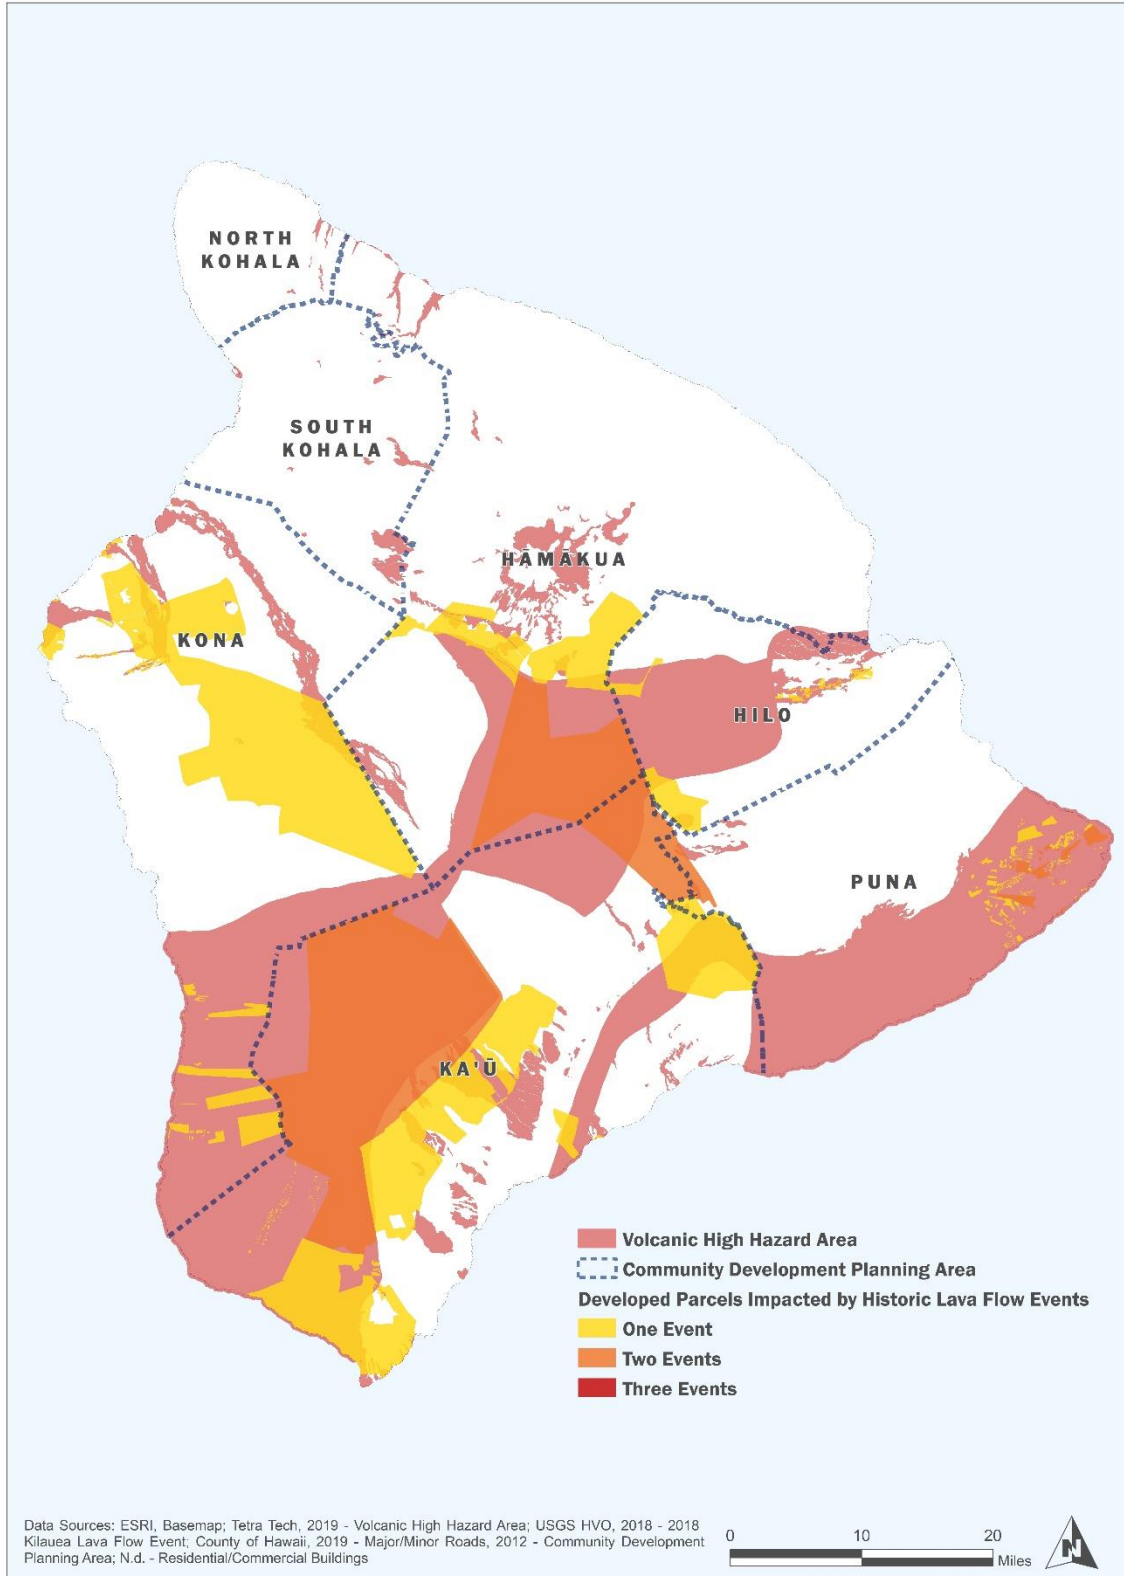 NORTH
KOHALA
SOUTH
KOHALA
HĀMĀKUA
KONA
HILO
PUNA
KA'Ū
Volcanic High Hazard Area
Community Development Planning Area
Developed Parcels Impacted by Historic Lava Flow Events
One Event
Two Events
Three Events
Data Sources: ESRI, Basemap; Tetra Tech, 2019 - Volcanic High Hazard Area; USGS HVO, 2018 - 2018
Kilauea Lava Flow Event; County of Hawaii, 2019 - Major/Minor Roads, 2012 - Community Development
Planning Area; N.d. - Residential/Commercial Buildings
0 10 20
Miles
N